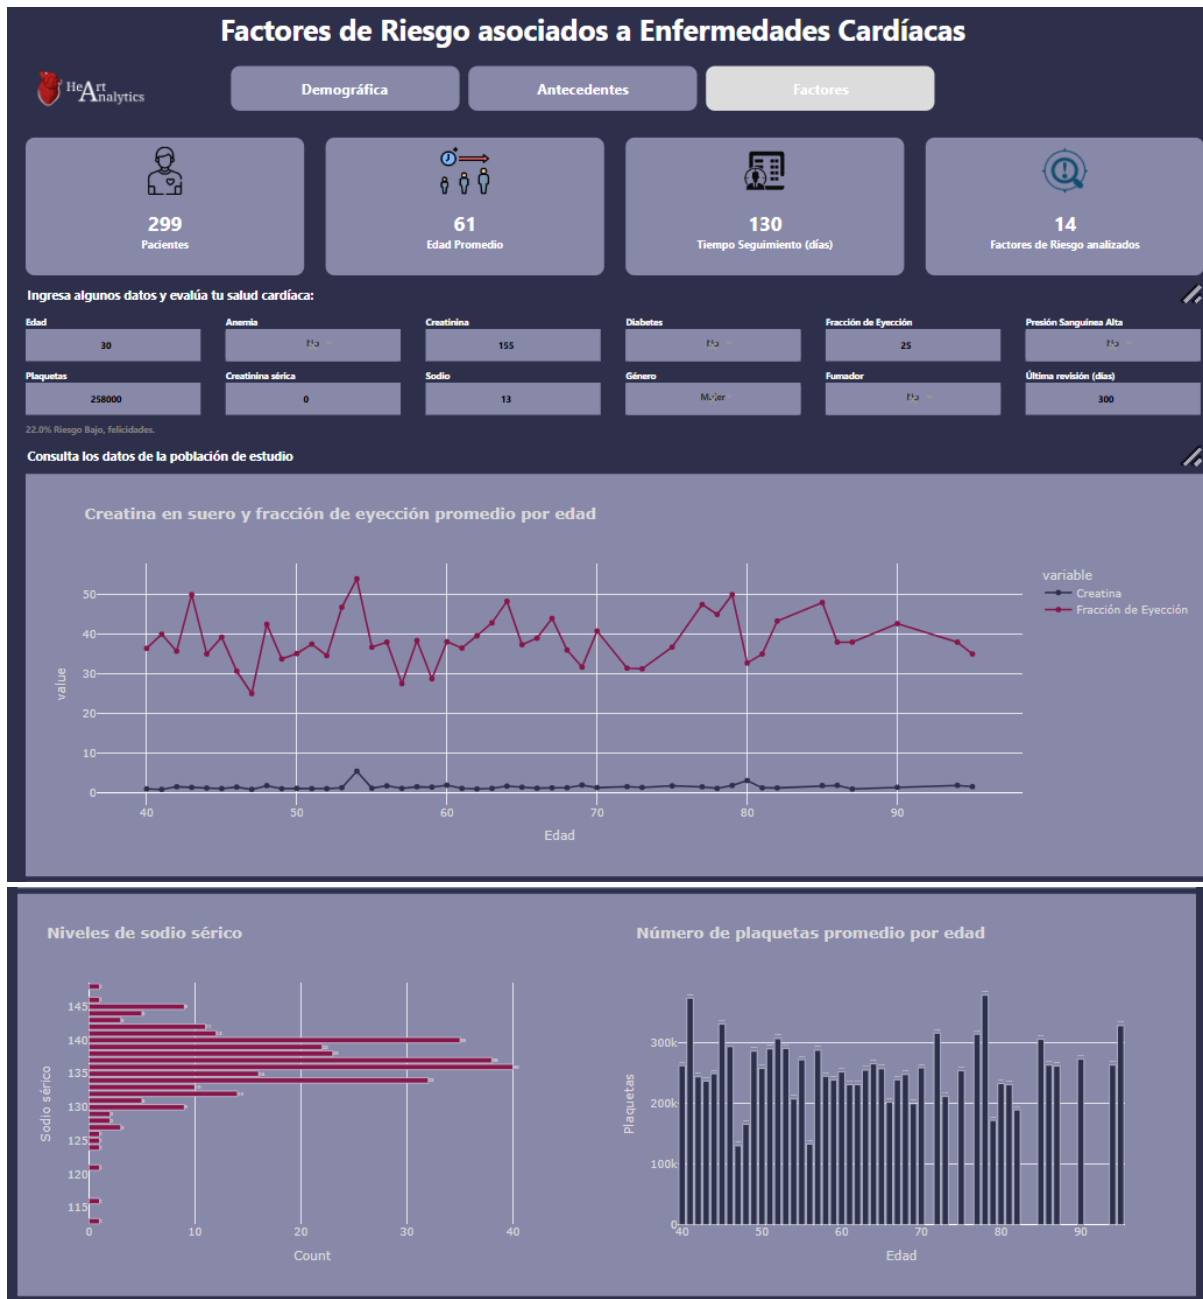 Factores de Riesgo asociados a Enfermedades Cardíacas
HeArt Analytics
Demográfica
Antecedentes
Factores
299
Pacientes
61
Edad Promedio
130
Tiempo Seguimiento (días)
14
Factores de Riesgo analizados
Ingresa algunos datos y evalúa tu salud cardíaca:
Edad Anemia Creatinina Diabetes Fracción de Eyección Presión Sanguínea Alta
30 No 155 No 25 No
Plaquetas Creatinina sérica Sodio Género Fumador Última revisión (días)
258000 0 13 Mujer No 300
22.0% Riesgo Bajo, felicidades.
Consulta los datos de la población de estudio
Creatina en suero y fracción de eyección promedio por edad
variable
Creatina
Fracción de Eyección
50
40
30
20
10
0
value
40 50 60 70 80 90
Edad
Niveles de sodio sérico
145
140
135
130
125
120
115
Sodio sérico
0 10 20 30 40
Count
Número de plaquetas promedio por edad
300k
200k
100k
0
Plaquetas
40 50 60 70 80 90
Edad